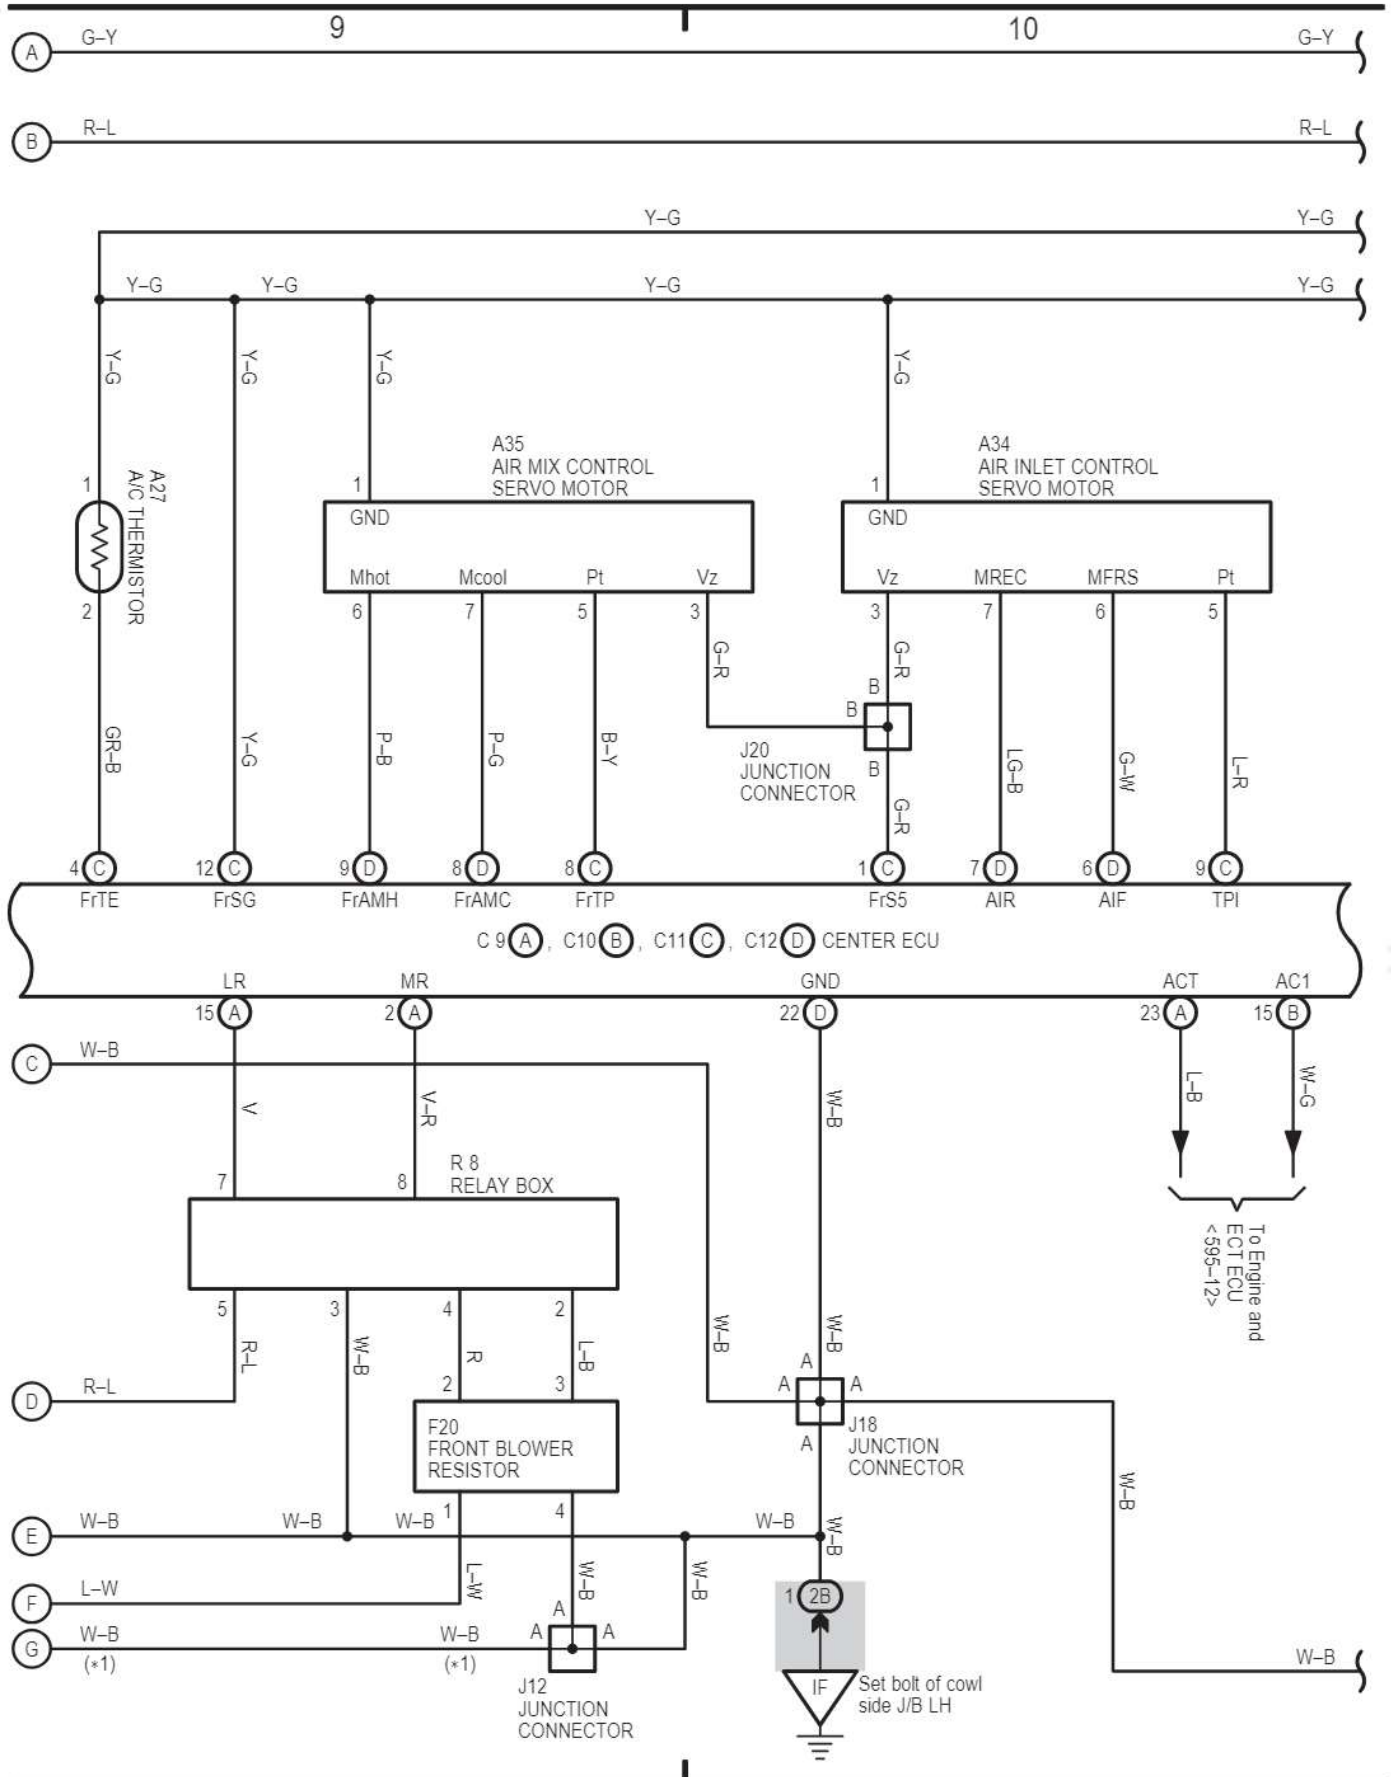 9
10
A
G–Y
G–Y
B
R–L
R–L
Y–G
Y–G
Y–G
Y–G
Y–G
Y–G
Y–G
Y–G
Y–G
Y–G
A27
A/C THERMISTOR
1
2
A35
AIR MIX CONTROL
SERVO MOTOR
1
GND
Mhot
Mcool
Pt
Vz
6
7
5
3
A34
AIR INLET CONTROL
SERVO MOTOR
1
GND
Vz
MREC
MFRS
Pt
3
7
6
5
G–R
G–R
B
B
B
J20
JUNCTION
CONNECTOR
GR–B
Y–G
P–B
P–G
B–Y
G–R
LG–B
G–W
L–R
4 C
12 C
9 D
8 D
8 C
1 C
7 D
6 D
9 C
FrTE
FrSG
FrAMH
FrAMC
FrTP
FrS5
AIR
AIF
TPI
C 9 A , C10 B , C11 C , C12 D CENTER ECU
LR
MR
GND
ACT
AC1
15 A
2 A
22 D
23 A
15 B
C
W–B
V
V–R
W–B
L–B
W–G
7
8
R 8
RELAY BOX
To Engine and
ECT ECU
<595–12>
5
3
4
2
R–L
W–B
R
L–B
W–B
W–B
D
R–L
2
3
F20
FRONT BLOWER
RESISTOR
A
A
A
A
J18
JUNCTION
CONNECTOR
W–B
1
4
E
W–B
W–B
W–B
W–B
W–B
F
L–W
L–W
W–B
W–B
1 2B
G
W–B
(*1)
W–B
(*1)
A
A
A
J12
JUNCTION
CONNECTOR
IF
Set bolt of cowl
side J/B LH
W–B